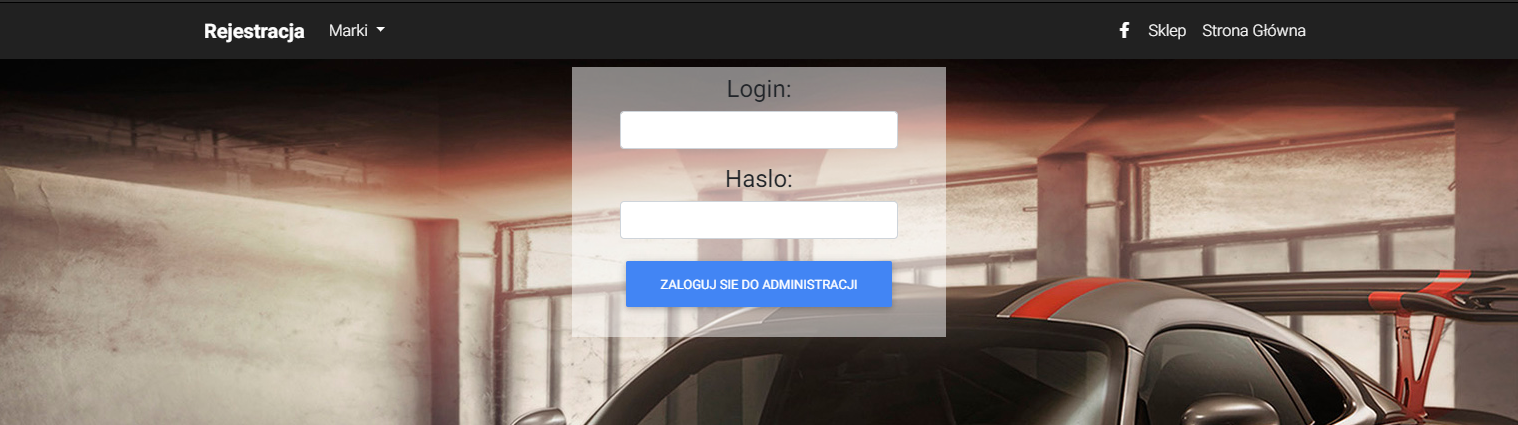 Rejestracja Marki Sklep Strona Główna
Login:
Haslo:
ZALOGUJ SIE DO ADMINISTRACJI